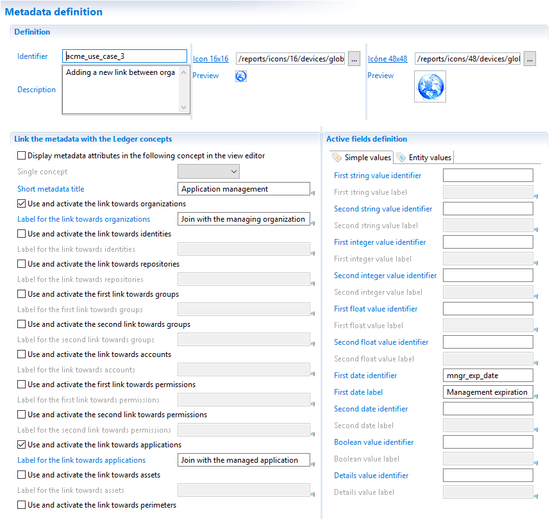 Metadata definition
Definition
Identifier acme_use_case_3
Icon 16x16 /reports/icons/16/devices/glob ...
Icône 48x48 /reports/icons/48/devices/glol ...
Description Adding a new link between orga
Preview
Preview
Link the metadata with the Ledger concepts
Display metadata attributes in the following concept in the view editor
Single concept
Short metadata title Application management
Use and activate the link towards organizations
Label for the link towards organizations Join with the managing organization
Use and activate the link towards identities
Label for the link towards identities
Use and activate the link towards repositories
Label for the link towards repositories
Use and activate the first link towards groups
Label for the first link towards groups
Use and activate the second link towards groups
Label for the second link towards groups
Use and activate the link towards accounts
Label for the link towards accounts
Use and activate the first link towards permissions
Label for the first link towards permissions
Use and activate the second link towards permissions
Label for the second link towards permissions
Use and activate the link towards applications
Label for the link towards applications Join with the managed application
Use and activate the link towards assets
Label for the link towards assets
Use and activate the link towards perimeters
Active fields definition
Simple values Entity values
First string value identifier
First string value label
Second string value identifier
Second string value label
First integer value identifier
First integer value label
Second integer value identifier
Second integer value label
First float value identifier
First float value label
Second float value identifier
Second float value label
First date identifier mngr_exp_date
First date label Management expiration
Second date identifier
Second date label
Boolean value identifier
Boolean value label
Details value identifier
Details value label